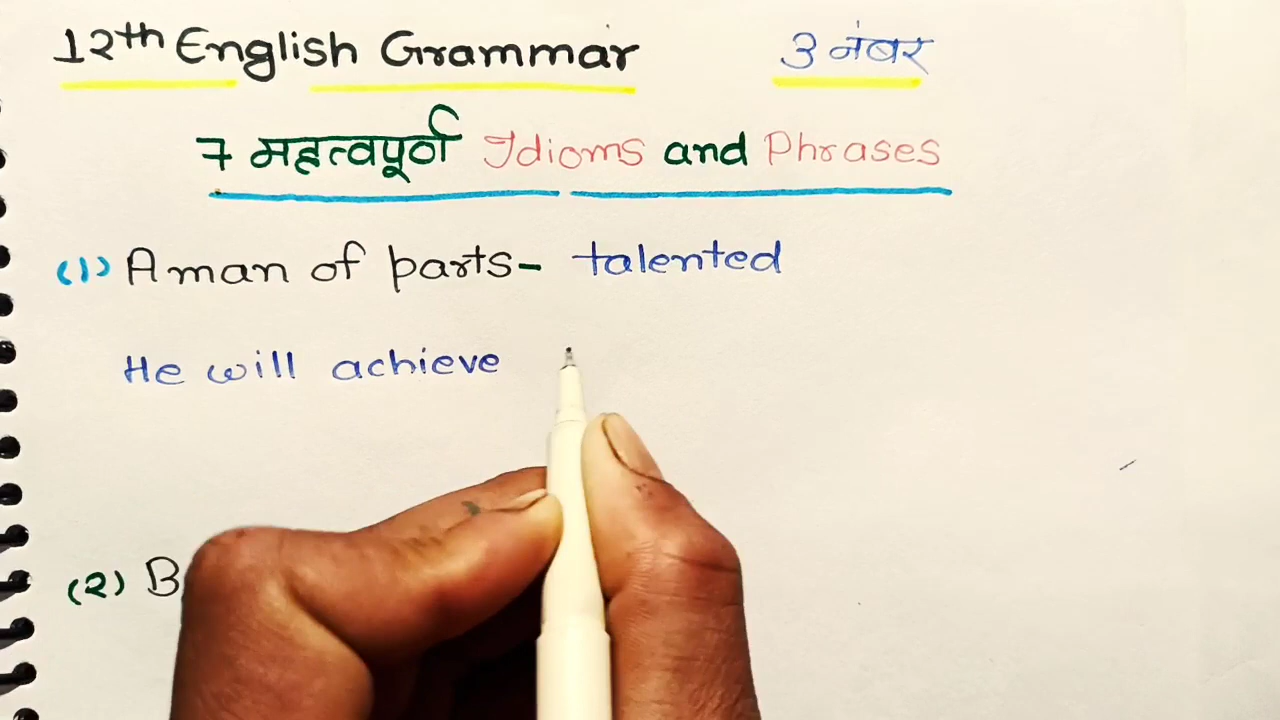 12th English Grammar 3 नंबर
7 महत्वपूर्ण Idioms and Phrases
(1) A man of parts- talented
He will achieve
(2) B